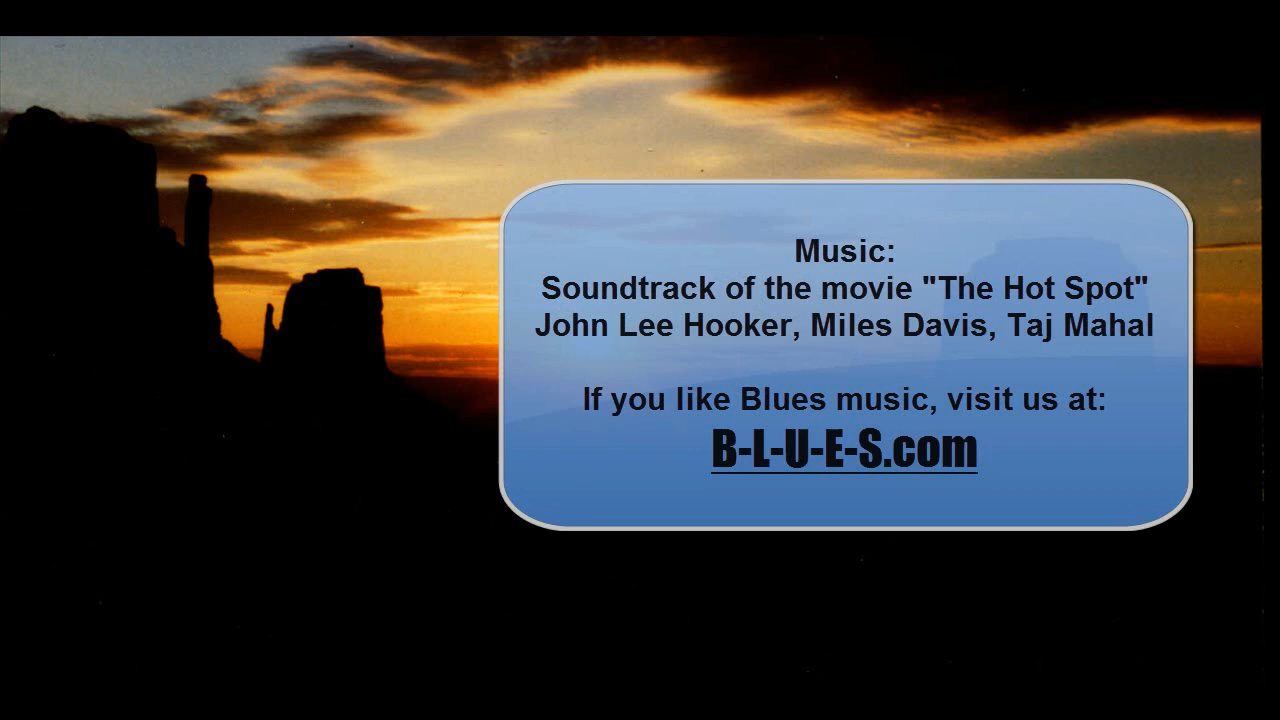 Music:
Soundtrack of the movie "The Hot Spot"
John Lee Hooker, Miles Davis, Taj Mahal
If you like Blues music, visit us at:
B-L-U-E-S.com